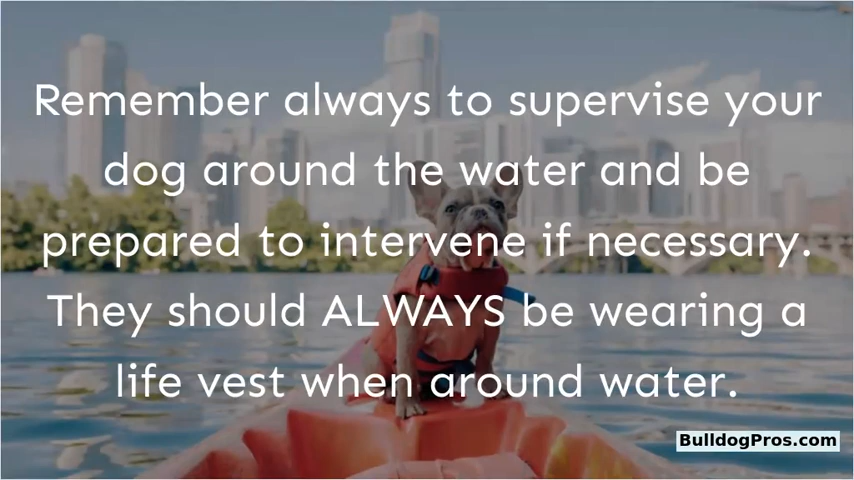 Remember always to supervise your
dog around the water and be
prepared to intervene if necessary.
They should ALWAYS be wearing a
life vest when around water.
BulldogPros.com